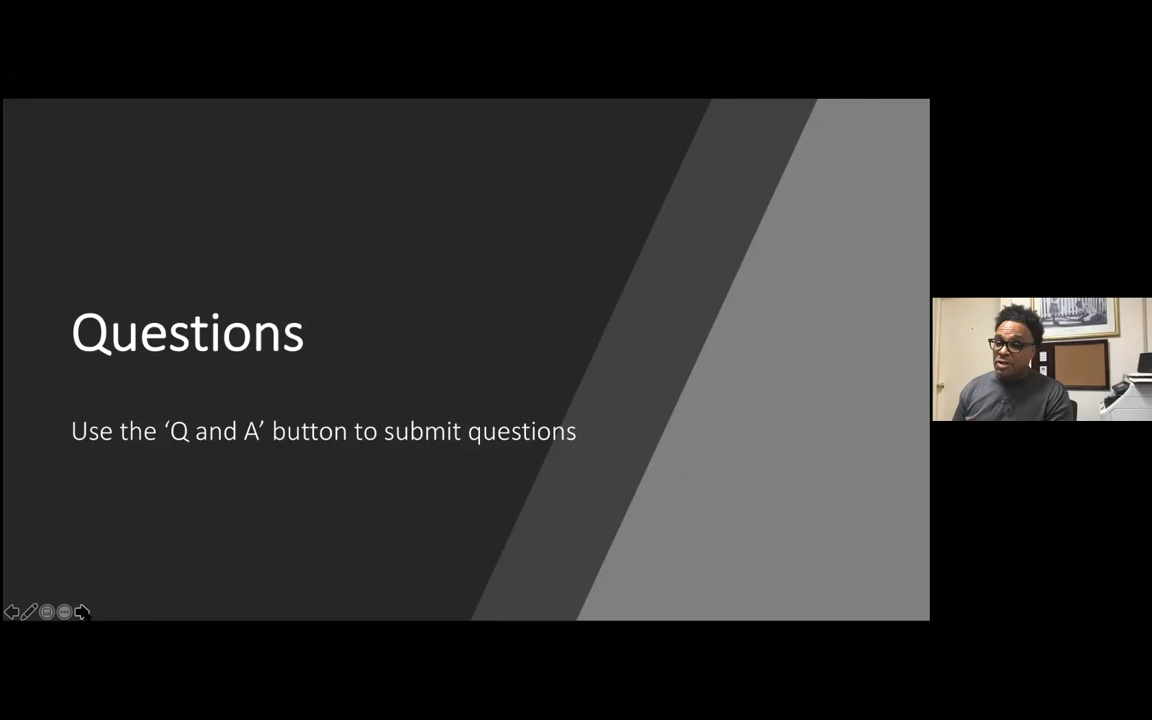 Questions
Use the ‘Q and A’ button to submit questions